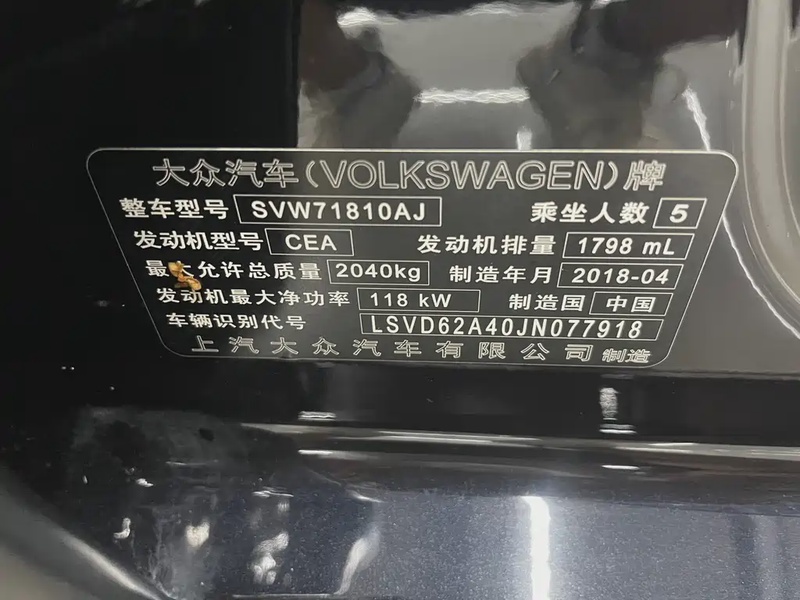 大众汽车(VOLKSWAGEN)牌
整车型号 SVW71810AJ 乘坐人数 5
发动机型号 CEA 发动机排量 1798 mL
最大允许总质量 2040kg 制造年月 2018-04
发动机最大净功率 118 kW 制造国 中国
车辆识别代号 LSVD62A40JN077918
上汽大众汽车有限公司 制造